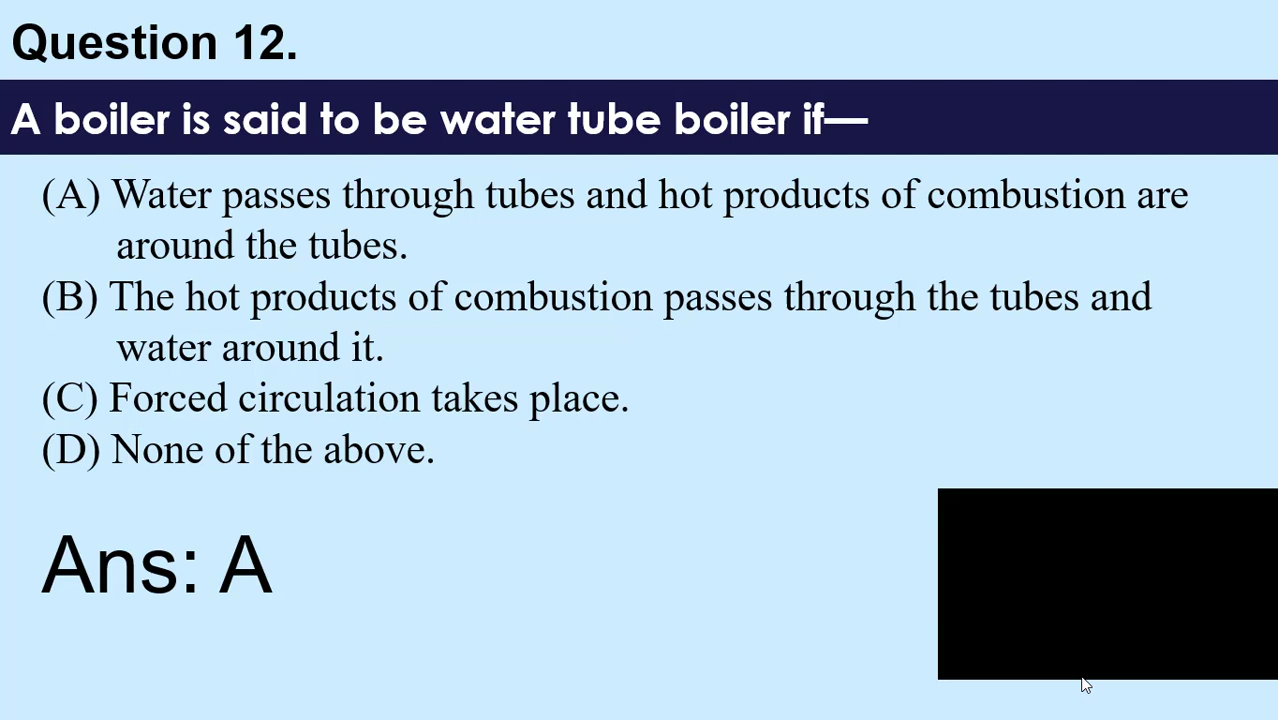 Question 12.
A boiler is said to be water tube boiler if—
(A) Water passes through tubes and hot products of combustion are
around the tubes.
(B) The hot products of combustion passes through the tubes and
water around it.
(C) Forced circulation takes place.
(D) None of the above.
Ans: A